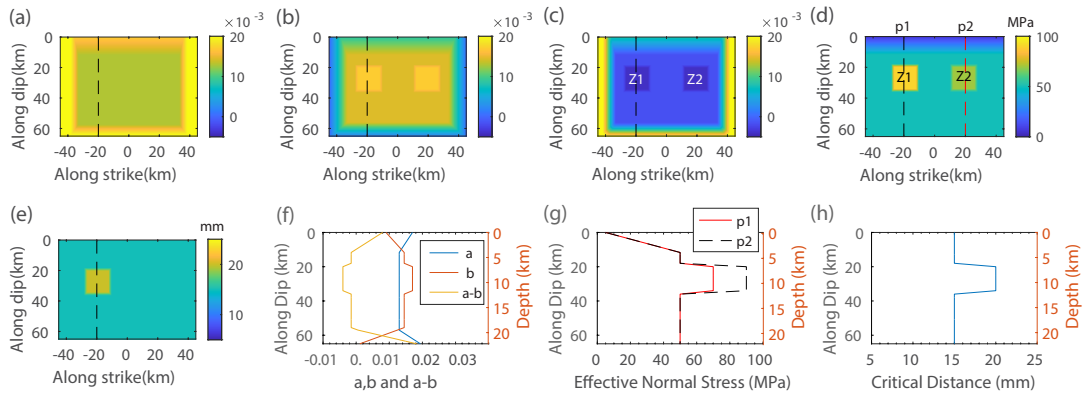 (a)
× 10 -3
Along dip(km)
0
20
40
60
-40 -20 0 20 40
Along strike(km)
20
10
0
(b)
× 10 -3
0
20
40
60
-40 -20 0 20 40
Along strike(km)
20
10
0
(c)
× 10 -3
Along dip(km)
0
20
40
60
Z1 Z2
-40 -20 0 20 40
Along strike(km)
20
10
0
(d)
p1 p2 MPa
Along dip(km)
0
20
40
60
Z1 Z2
-40 -20 0 20 40
Along strike(km)
100
50
0
(e)
mm
Along dip(km)
0
20
40
60
-40 -20 0 20 40
Along strike(km)
20
10
(f)
Along Dip (km)
0
20
40
60
a
b
a-b
-0.01 0. 0.01 0.02 0.03
a,b and a-b
0
5
10
15
20
Depth (km)
(g)
p1
p2
Along Dip (km)
0
20
40
60
0 20 40 60 80 100
Effective Normal Stress (MPa)
0
5
10
15
20
Depth (km)
(h)
Along Dip (km)
0
20
40
60
5 10 15 20 25
Critical Distance (mm)
0
5
10
15
20
Depth (km)